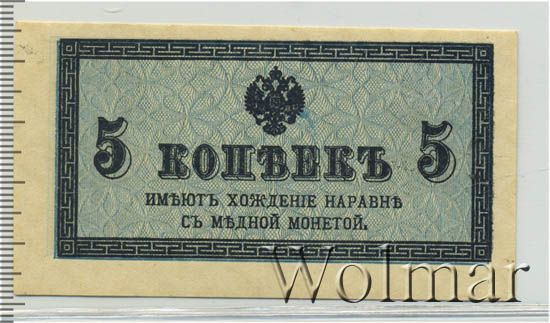 5 КОПѢЕКЪ 5
ИМѢЮТЪ ХОЖДЕНІЕ НАРАВНѢ
СЪ МѢДНОЙ МОНЕТОЙ.
Wolmar